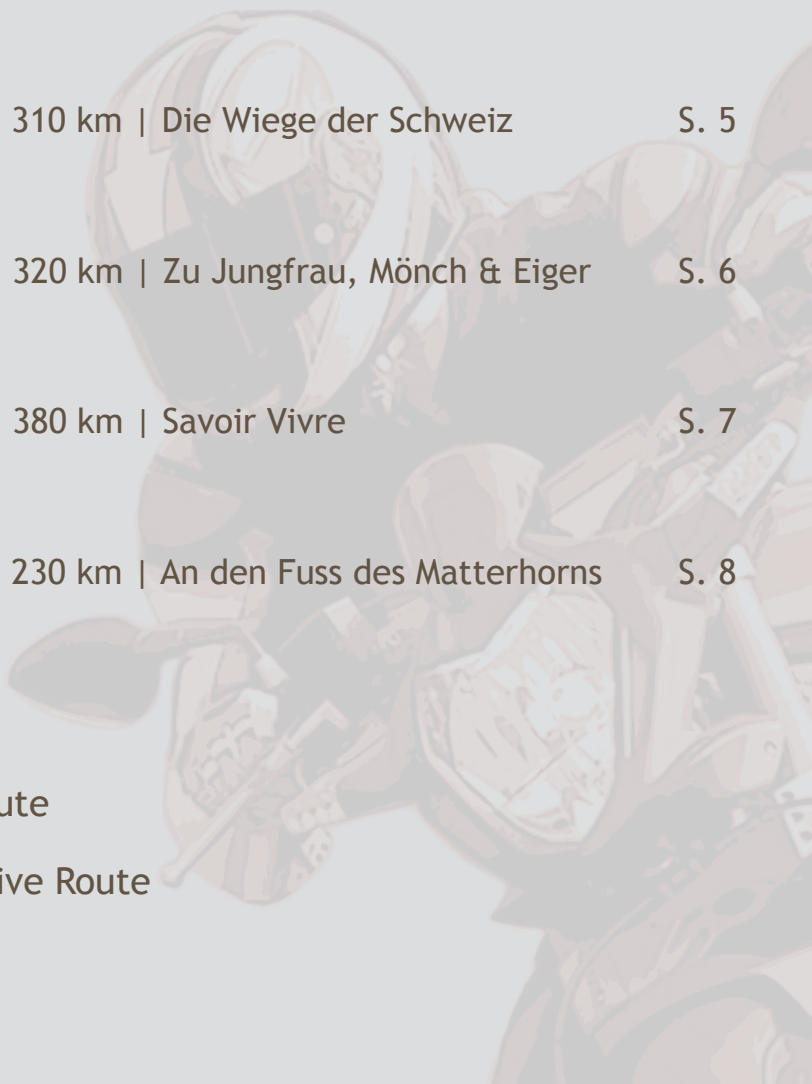 310 km | Die Wiege der Schweiz S. 5
320 km | Zu Jungfrau, Mönch & Eiger S. 6
380 km | Savoir Vivre S. 7
230 km | An den Fuss des Matterhorns S. 8
ute
ive Route